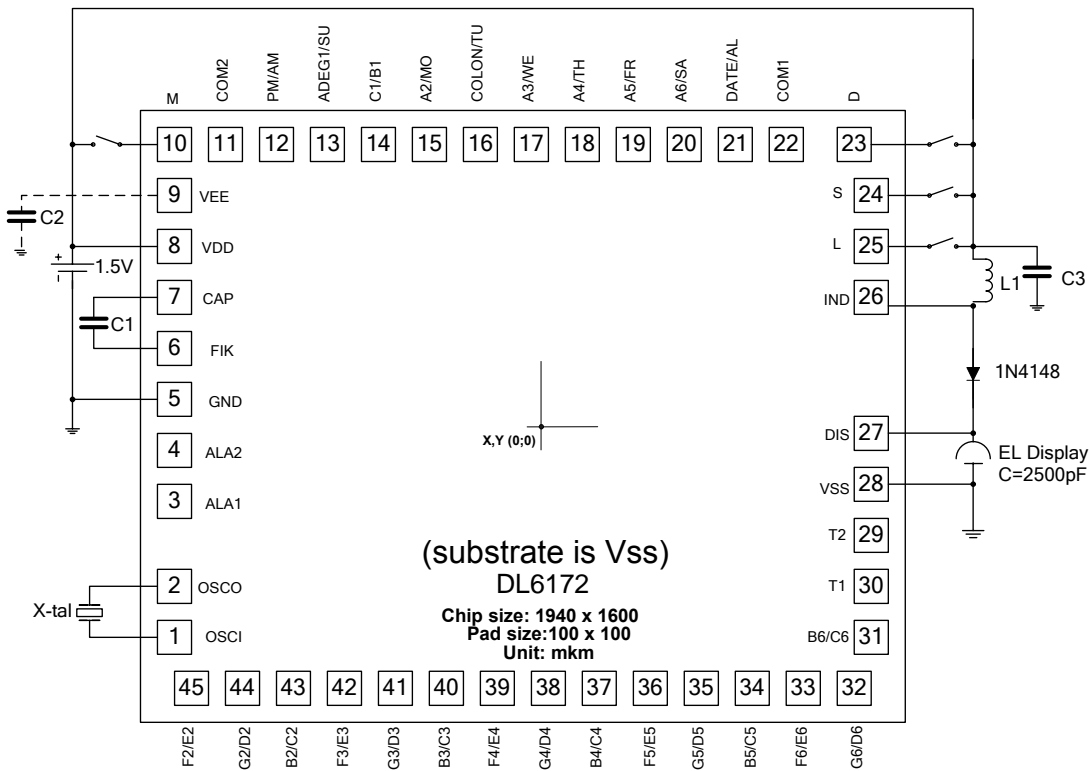 M
COM2
PM/AM
ADEG1/SU
C1/B1
A2/MO
COLON/TU
A3/WE
A4/TH
A5/FR
A6/SA
DATE/AL
COM1
D
10
11
12
13
14
15
16
17
18
19
20
21
22
23
9
VEE
S
24
C2
8
VDD
L
25
+
1.5V
-
7
CAP
IND
26
L1
C3
C1
6
FIK
5
GND
1N4148
4
ALA2
X,Y (0;0)
DIS
27
EL Display
C=2500pF
3
ALA1
VSS
28
T2
29
(substrate is Vss)
DL6172
2
OSCO
T1
30
X-tal
Chip size: 1940 x 1600
Pad size:100 x 100
Unit: mkm
1
OSCI
B6/C6
31
45
44
43
42
41
40
39
38
37
36
35
34
33
32
F2/E2
G2/D2
B2/C2
F3/E3
G3/D3
B3/C3
F4/E4
G4/D4
B4/C4
F5/E5
G5/D5
B5/C5
F6/E6
G6/D6